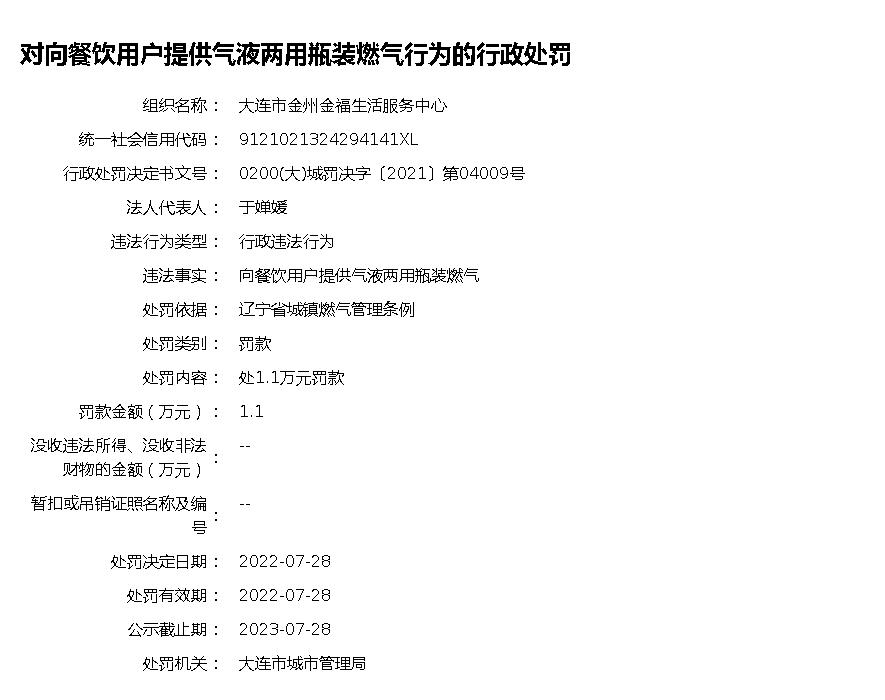 对向餐饮用户提供气液两用瓶装燃气行为的行政处罚
组织名称： 大连市金州金福生活服务中心
统一社会信用代码： 9121021324294141XL
行政处罚决定书文号： 0200(大)城罚决字〔2021〕第04009号
法人代表人： 于婵媛
违法行为类型： 行政违法行为
违法事实： 向餐饮用户提供气液两用瓶装燃气
处罚依据： 辽宁省城镇燃气管理条例
处罚类别： 罚款
处罚内容： 处1.1万元罚款
罚款金额（万元）： 1.1
没收违法所得、没收非法 --
财物的金额（万元）：
暂扣或吊销证照名称及编 --
号：
处罚决定日期： 2022-07-28
处罚有效期： 2022-07-28
公示截止期： 2023-07-28
处罚机关： 大连市城市管理局